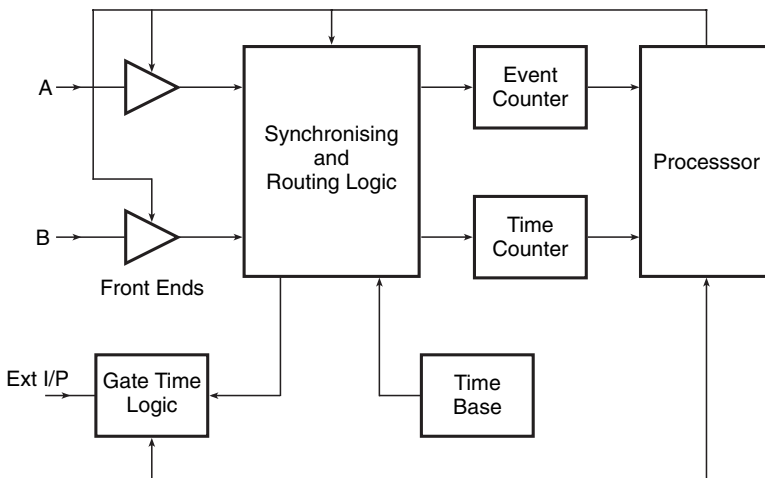 A
B
Front Ends
Synchronising
and
Routing Logic
Event
Counter
Time
Counter
Processsor
Ext I/P
Gate Time
Logic
Time
Base